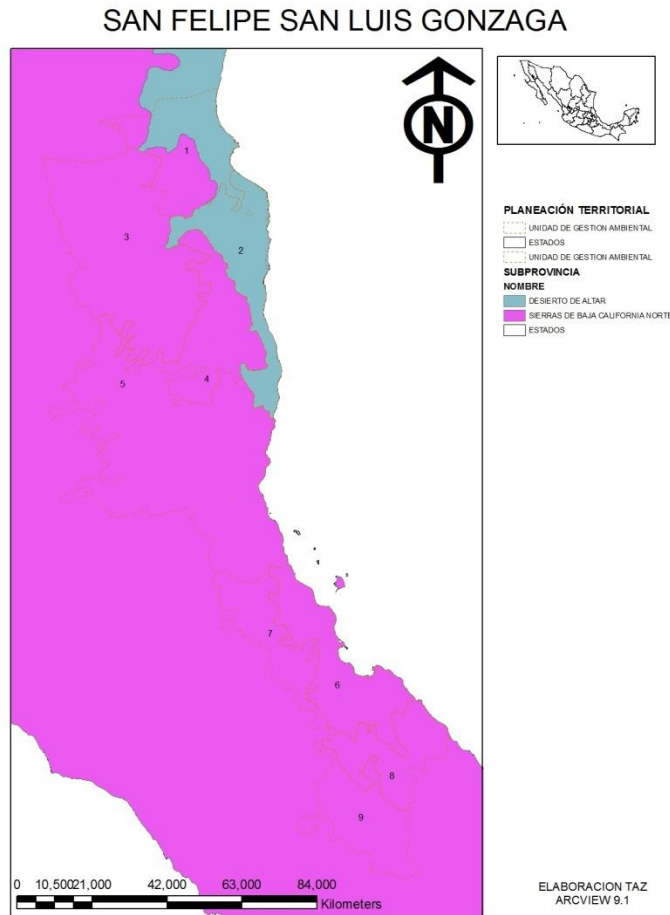 SAN FELIPE SAN LUIS GONZAGA
N
PLANEACIÓN TERRITORIAL
UNIDAD DE GESTION AMBIENTAL
ESTADOS
UNIDAD DE GESTION AMBIENTAL
SUBPROVINCIA
NOMBRE
DESIERTO DE ALTAR
SIERRAS DE BAJA CALIFORNIA NORTE
ESTADOS
1
3
2
5
4
7
6
8
9
0 10,500 21,000 42,000 63,000 84,000
Kilometers
ELABORACION TAZ
ARCVIEW 9.1